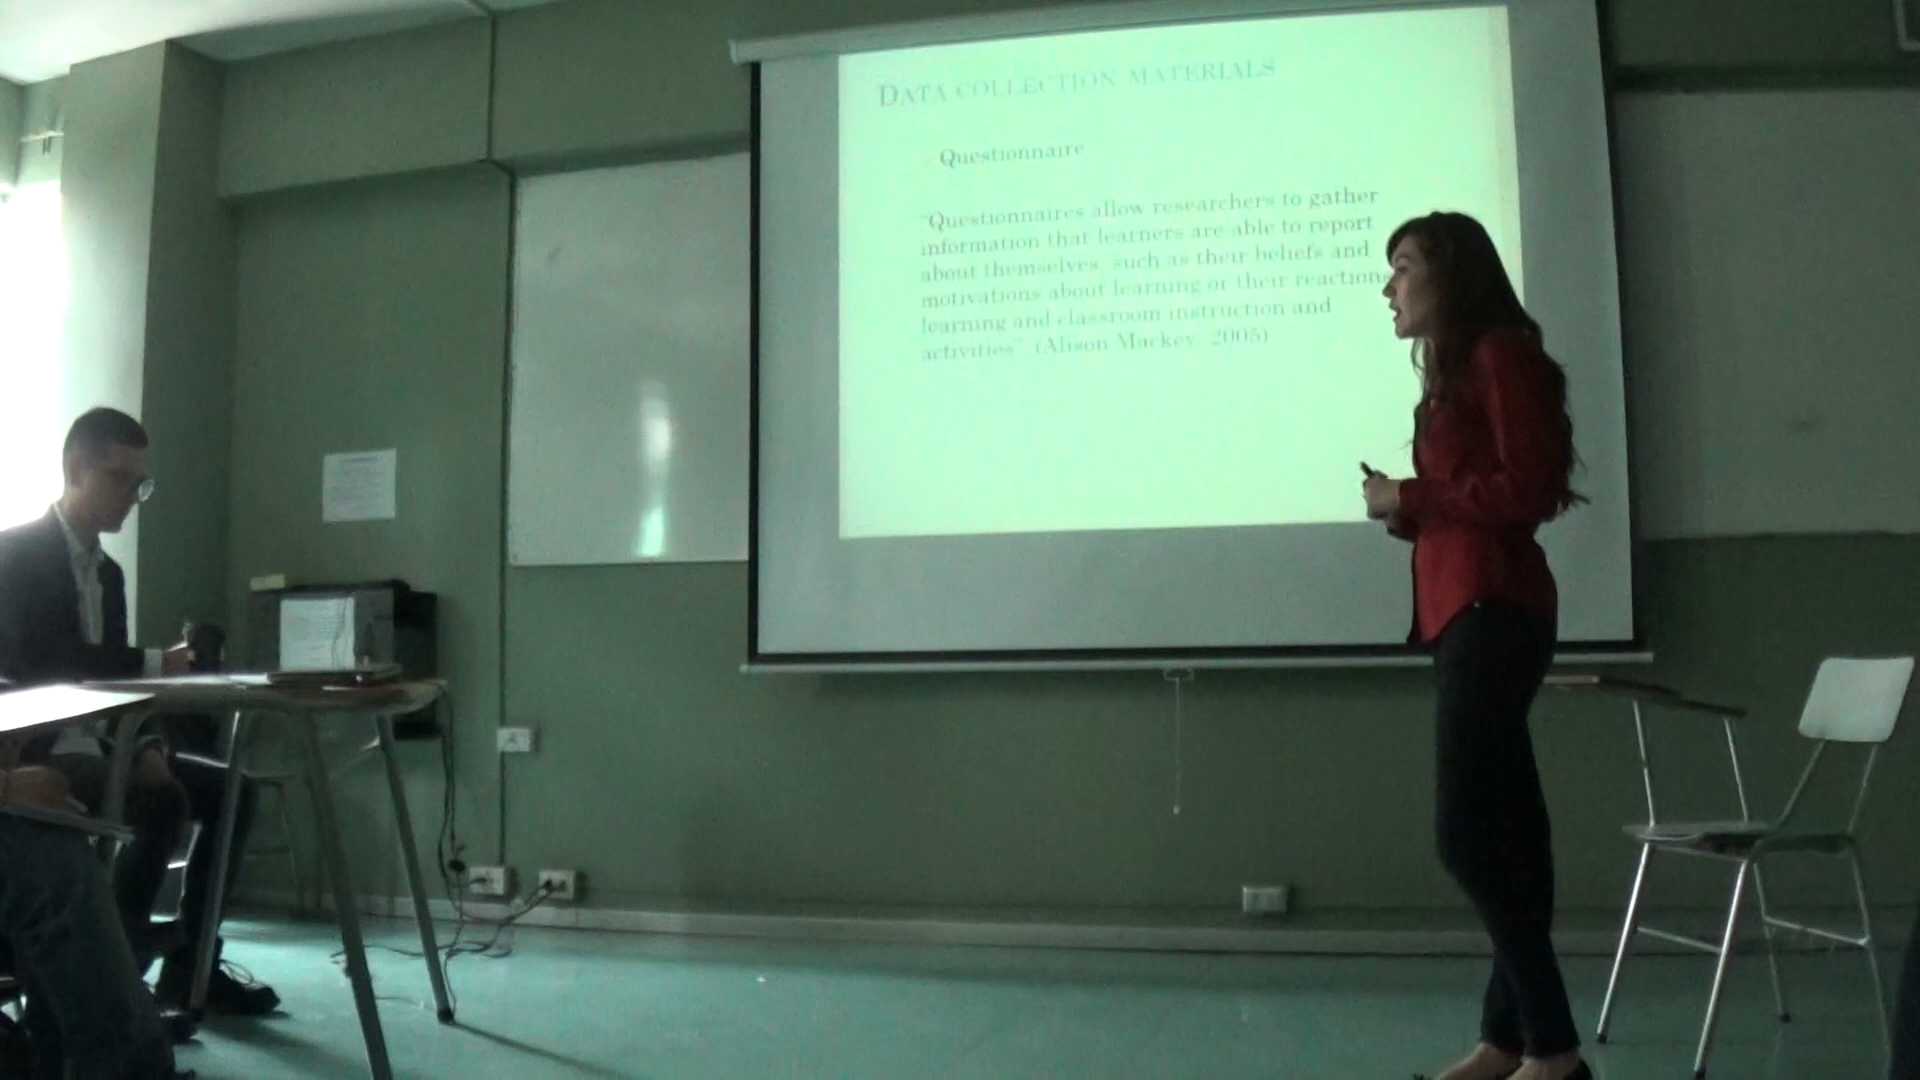 DATA COLLECTION MATERIALS
Questionnaire
"Questionnaires allow researchers to gather
information that learners are able to report
about themselves, such as their beliefs and
motivations about learning or their reactions
learning and classroom instruction and
activities" (Alison Mackey, 2005)